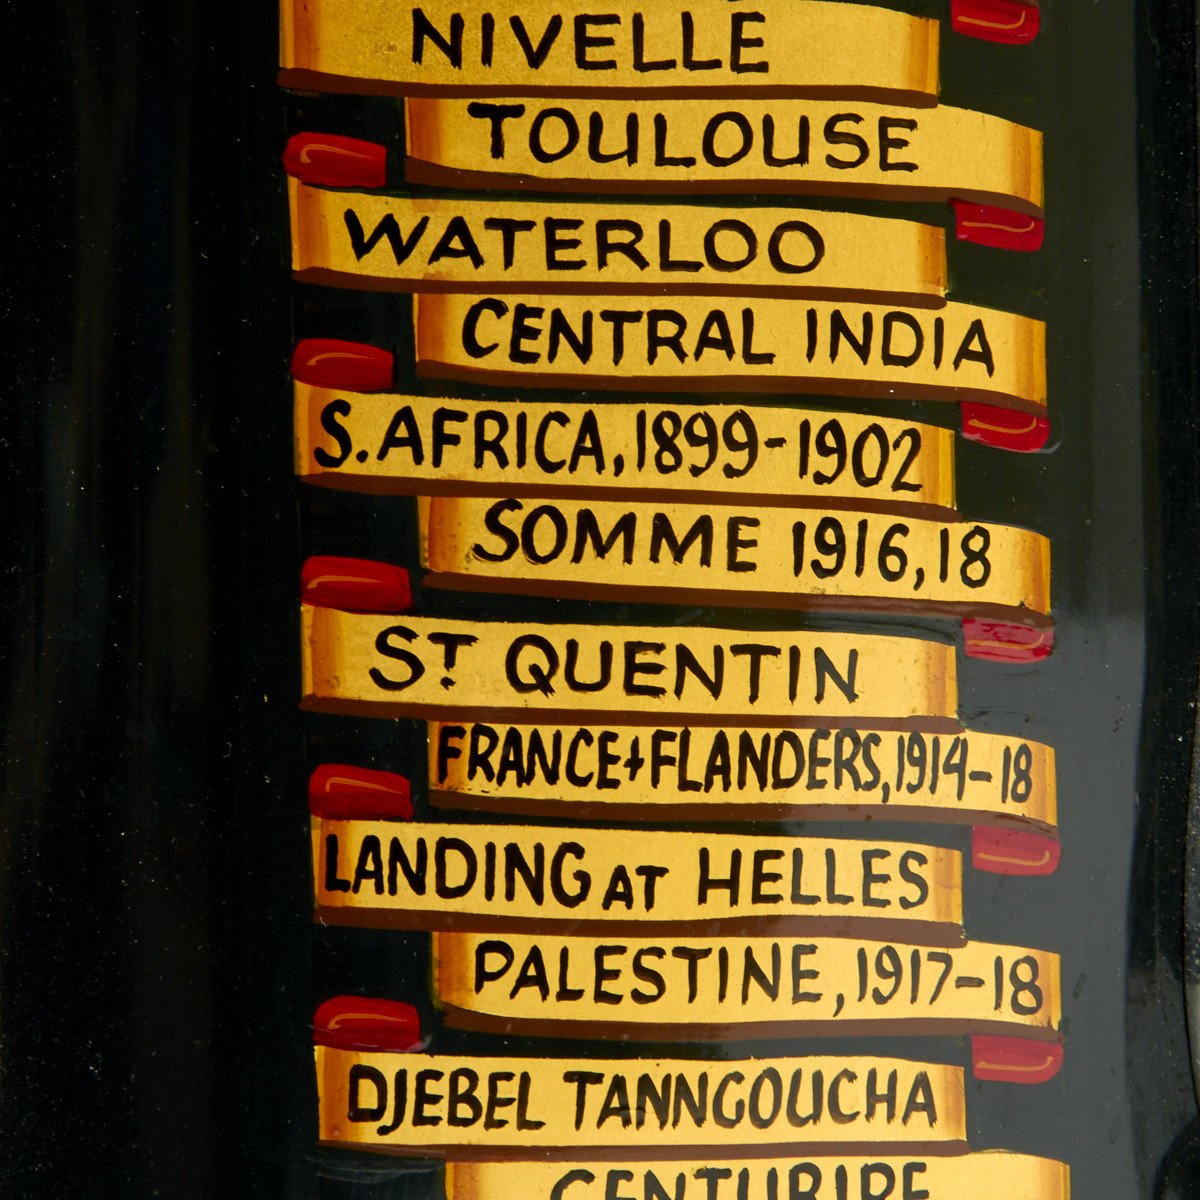 NIVELLE
TOULOUSE
WATERLOO
CENTRAL INDIA
S. AFRICA, 1899-1902
SOMME 1916, 18
ST QUENTIN
FRANCE+FLANDERS, 1914-18
LANDING AT HELLES
PALESTINE, 1917-18
DJEBEL TANNGOUCHA
CENTURIPE